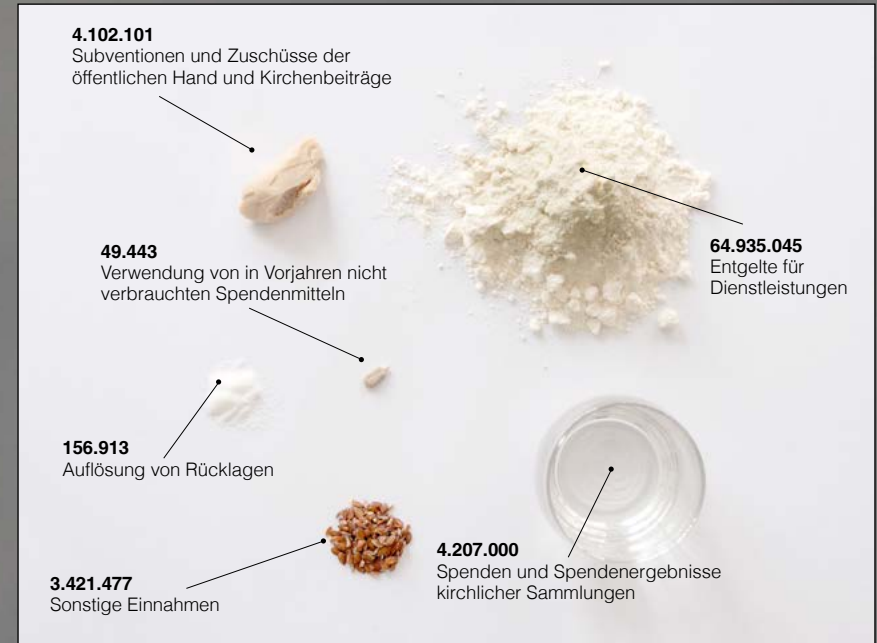 4.102.101
Subventionen und Zuschüsse der
öffentlichen Hand und Kirchenbeiträge
49.443
Verwendung von in Vorjahren nicht
verbrauchten Spendenmitteln
64.935.045
Entgelte für
Dienstleistungen
156.913
Auflösung von Rücklagen
3.421.477
Sonstige Einnahmen
4.207.000
Spenden und Spendenergebnisse
kirchlicher Sammlungen